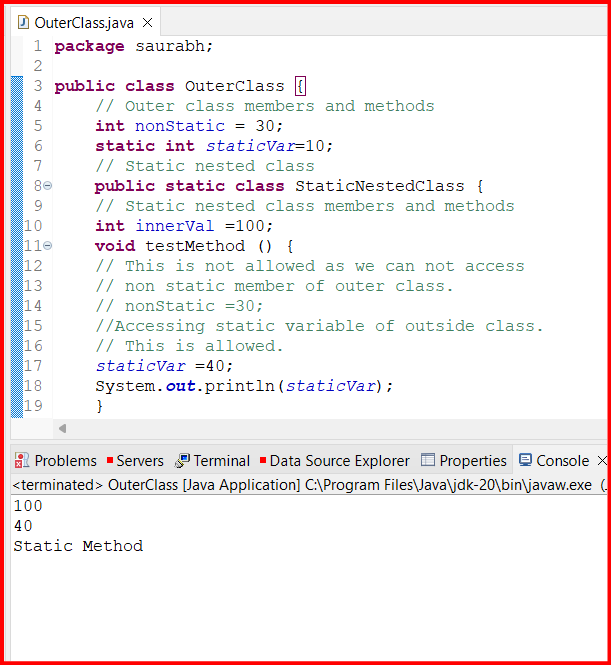 OuterClass.java
1 package saurabh;
2
3 public class OuterClass {
4 // Outer class members and methods
5 int nonStatic = 30;
6 static int staticVar=10;
7 // Static nested class
8 public static class StaticNestedClass {
9 // Static nested class members and methods
10 int innerVal =100;
11 void testMethod () {
12 // This is not allowed as we can not access
13 // non static member of outer class.
14 // nonStatic =30;
15 //Accessing static variable of outside class.
16 // This is allowed.
17 staticVar =40;
18 System.out.println(staticVar);
19 }
Problems Servers Terminal Data Source Explorer Properties Console
<terminated> OuterClass [Java Application] C:\Program Files\Java\jdk-20\bin\javaw.exe (.
100
40
Static Method